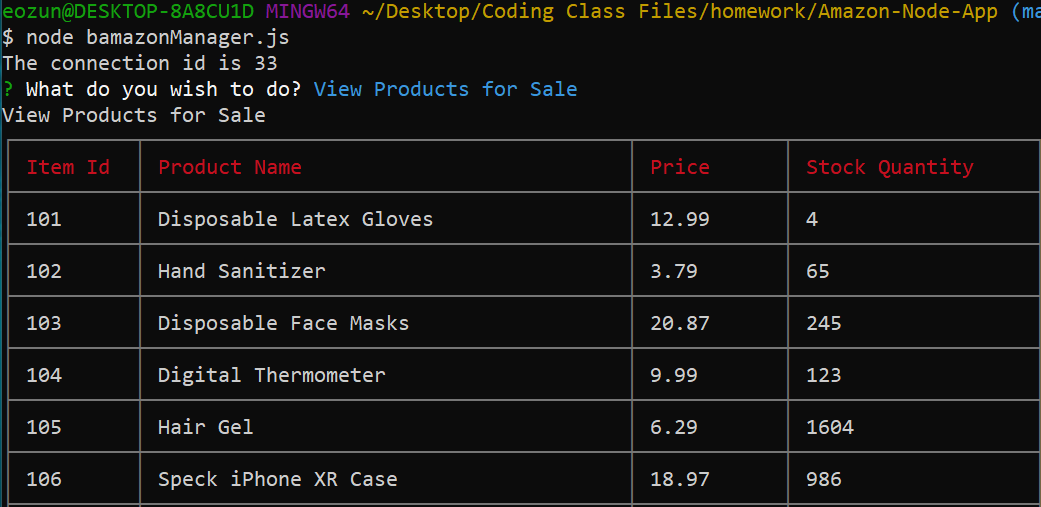 eozun@DESKTOP-8A8CU1D MINGW64 ~/Desktop/Coding Class Files/homework/Amazon-Node-App (ma
$ node bamazonManager.js
The connection id is 33
? What do you wish to do? View Products for Sale
View Products for Sale
Item Id Product Name Price Stock Quantity
101 Disposable Latex Gloves 12.99 4
102 Hand Sanitizer 3.79 65
103 Disposable Face Masks 20.87 245
104 Digital Thermometer 9.99 123
105 Hair Gel 6.29 1604
106 Speck iPhone XR Case 18.97 986